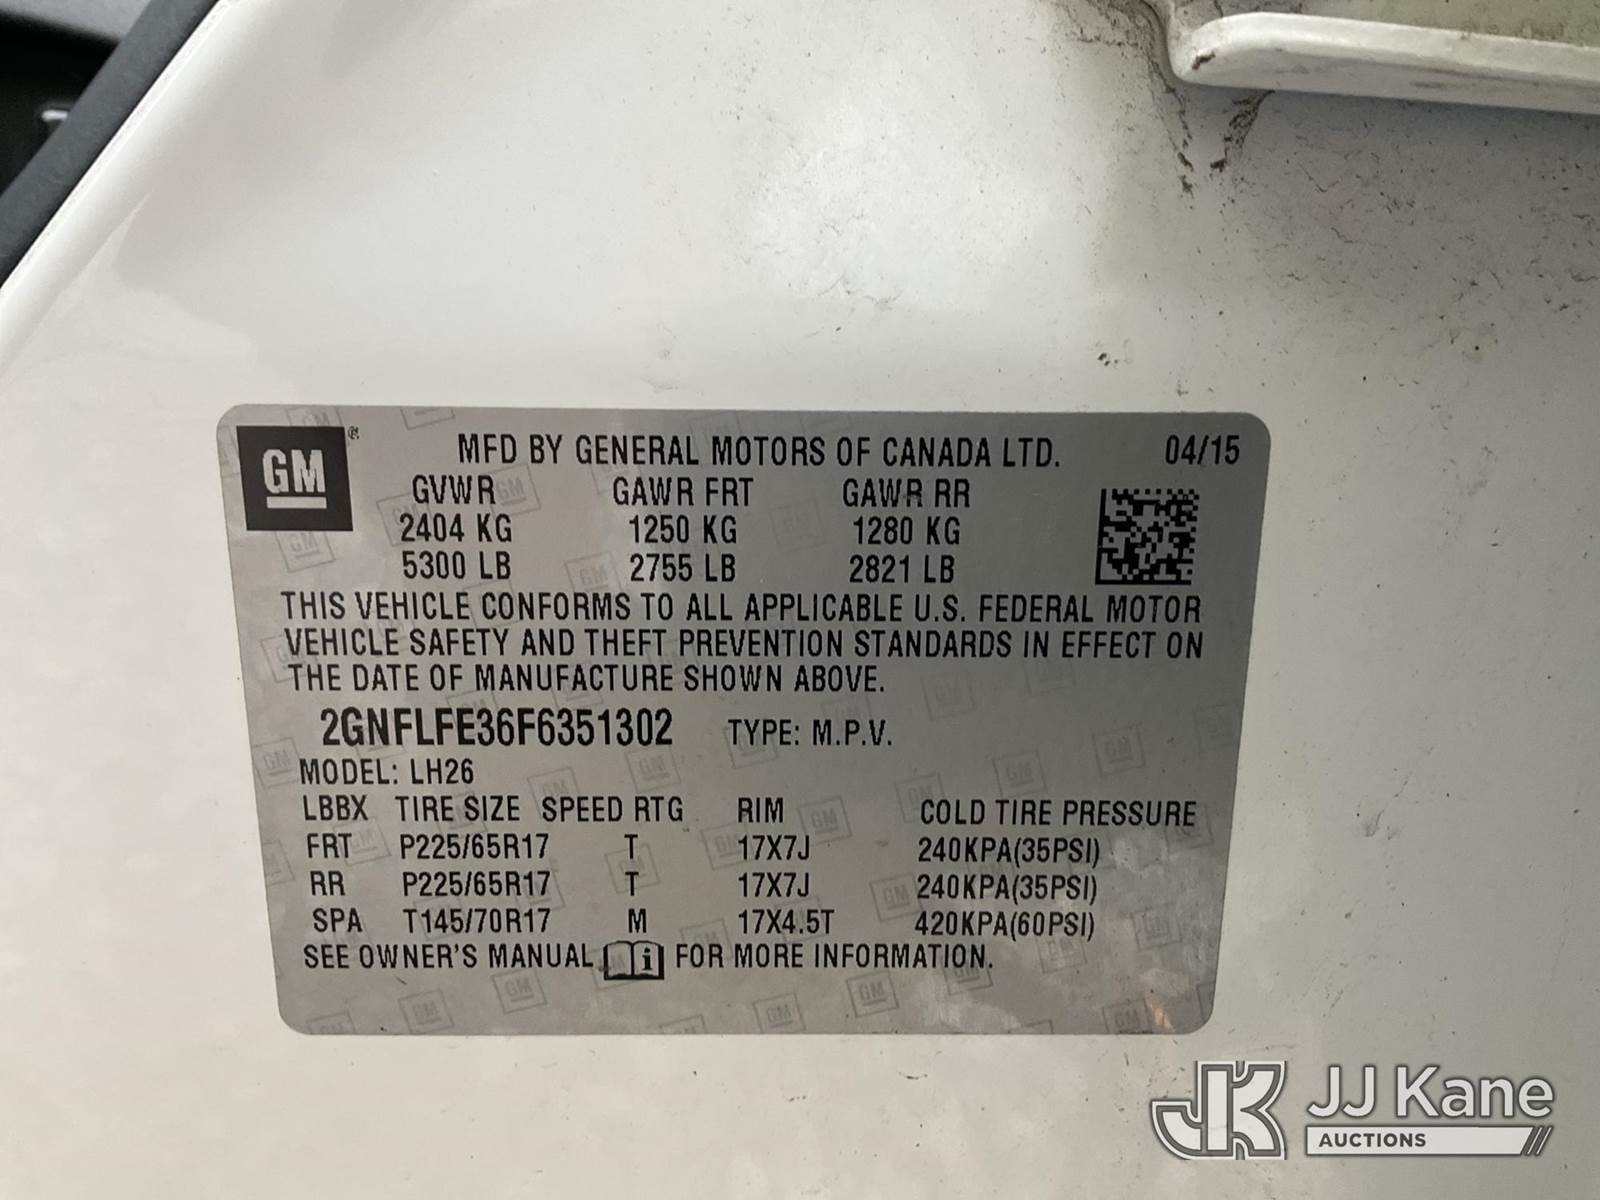 GM MFD BY GENERAL MOTORS OF CANADA LTD. 04/15
GVWR GAWR FRT GAWR RR
2404 KG 1250 KG 1280 KG
5300 LB 2755 LB 2821 LB
THIS VEHICLE CONFORMS TO ALL APPLICABLE U.S. FEDERAL MOTOR
VEHICLE SAFETY AND THEFT PREVENTION STANDARDS IN EFFECT ON
THE DATE OF MANUFACTURE SHOWN ABOVE.
2GNFLFE36F6351302 TYPE: M.P.V.
MODEL: LH26
LBBX TIRE SIZE SPEED RTG RIM COLD TIRE PRESSURE
FRT P225/65R17 T 17X7J 240KPA(35PSI)
RR P225/65R17 T 17X7J 240KPA(35PSI)
SPA T145/70R17 M 17X4.5T 420KPA(60PSI)
SEE OWNER'S MANUAL i FOR MORE INFORMATION.
JK JJ Kane
AUCTIONS